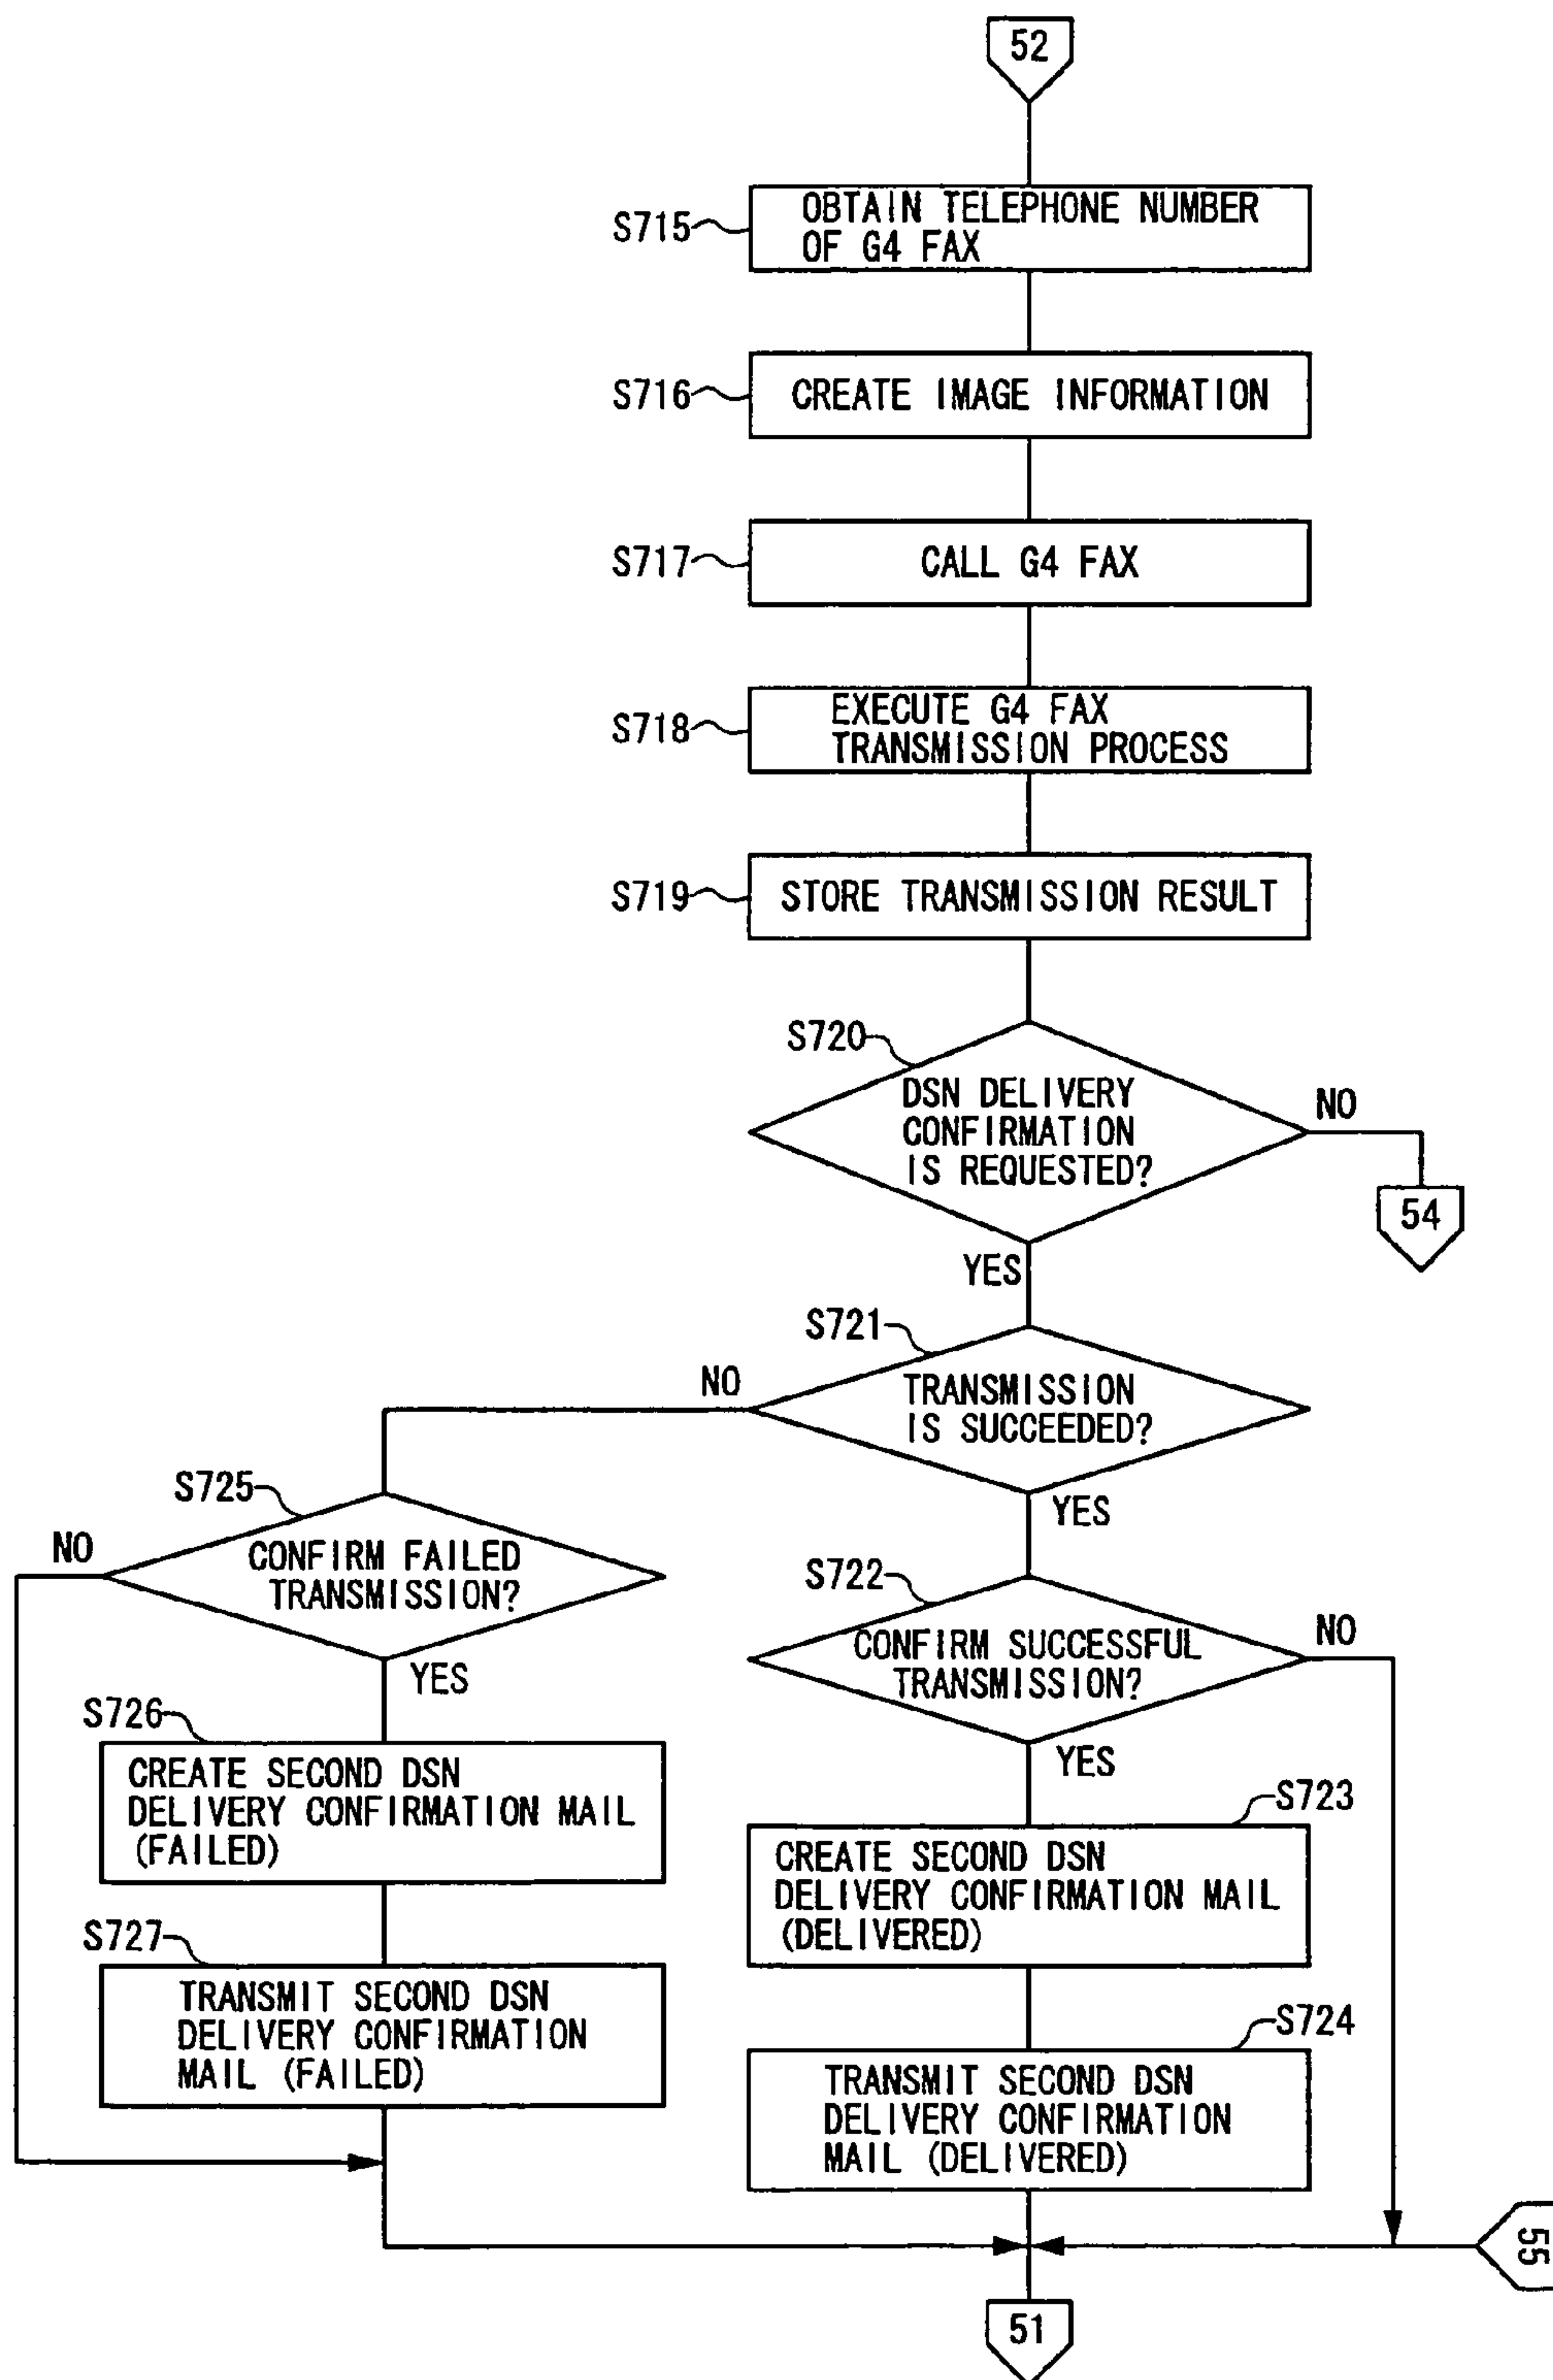 52
S715
OBTAIN TELEPHONE NUMBER
OF G4 FAX
S716
CREATE IMAGE INFORMATION
S717
CALL G4 FAX
S718
EXECUTE G4 FAX
TRANSMISSION PROCESS
S719
STORE TRANSMISSION RESULT
S720
DSN DELIVERY
CONFIRMATION
IS REQUESTED?
NO
54
YES
S721
NO
TRANSMISSION
IS SUCCEEDED?
YES
S725
NO
CONFIRM FAILED
TRANSMISSION?
YES
S722
CONFIRM SUCCESSFUL
TRANSMISSION?
NO
YES
S726
CREATE SECOND DSN
DELIVERY CONFIRMATION MAIL
(FAILED)
S723
CREATE SECOND DSN
DELIVERY CONFIRMATION MAIL
(DELIVERED)
S727
TRANSMIT SECOND DSN
DELIVERY CONFIRMATION
MAIL (FAILED)
S724
TRANSMIT SECOND DSN
DELIVERY CONFIRMATION
MAIL (DELIVERED)
55
51